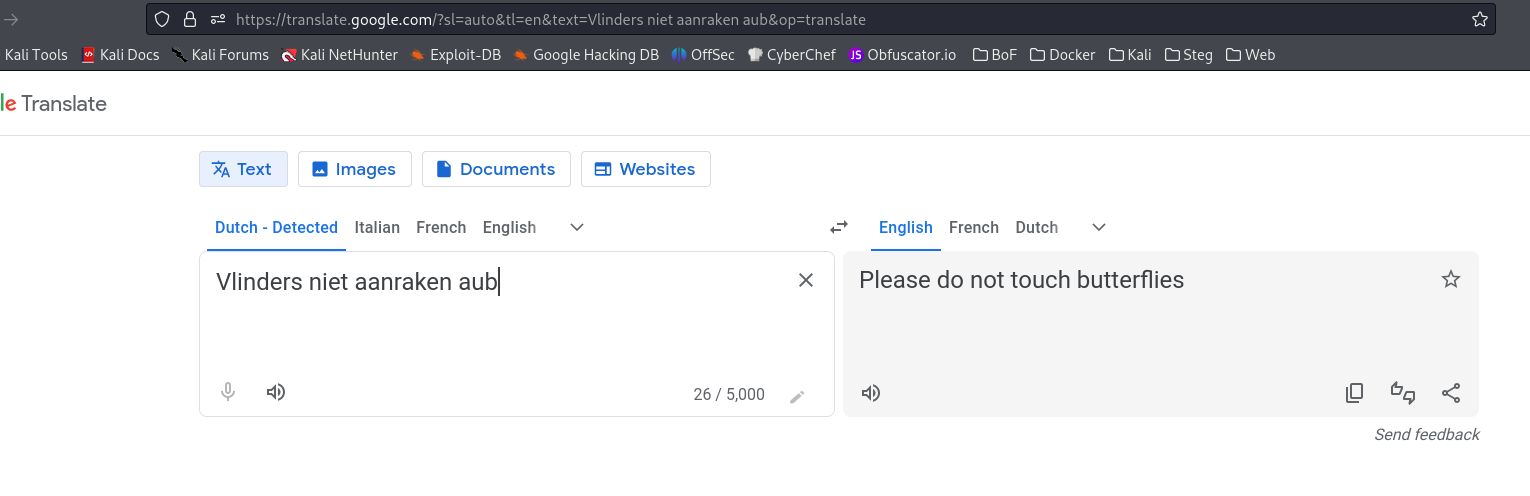 https://translate.google.com/?sl=auto&tl=en&text=Vlinders niet aanraken aub&op=translate
Kali Tools Kali Docs Kali Forums Kali NetHunter Exploit-DB Google Hacking DB OffSec CyberChef JS Obfuscator.io BoF Docker Kali Steg Web
le Translate
Text Images Documents Websites
Dutch - Detected Italian French English English French Dutch
Vlinders niet aanraken aub Please do not touch butterflies
26 / 5,000
Send feedback